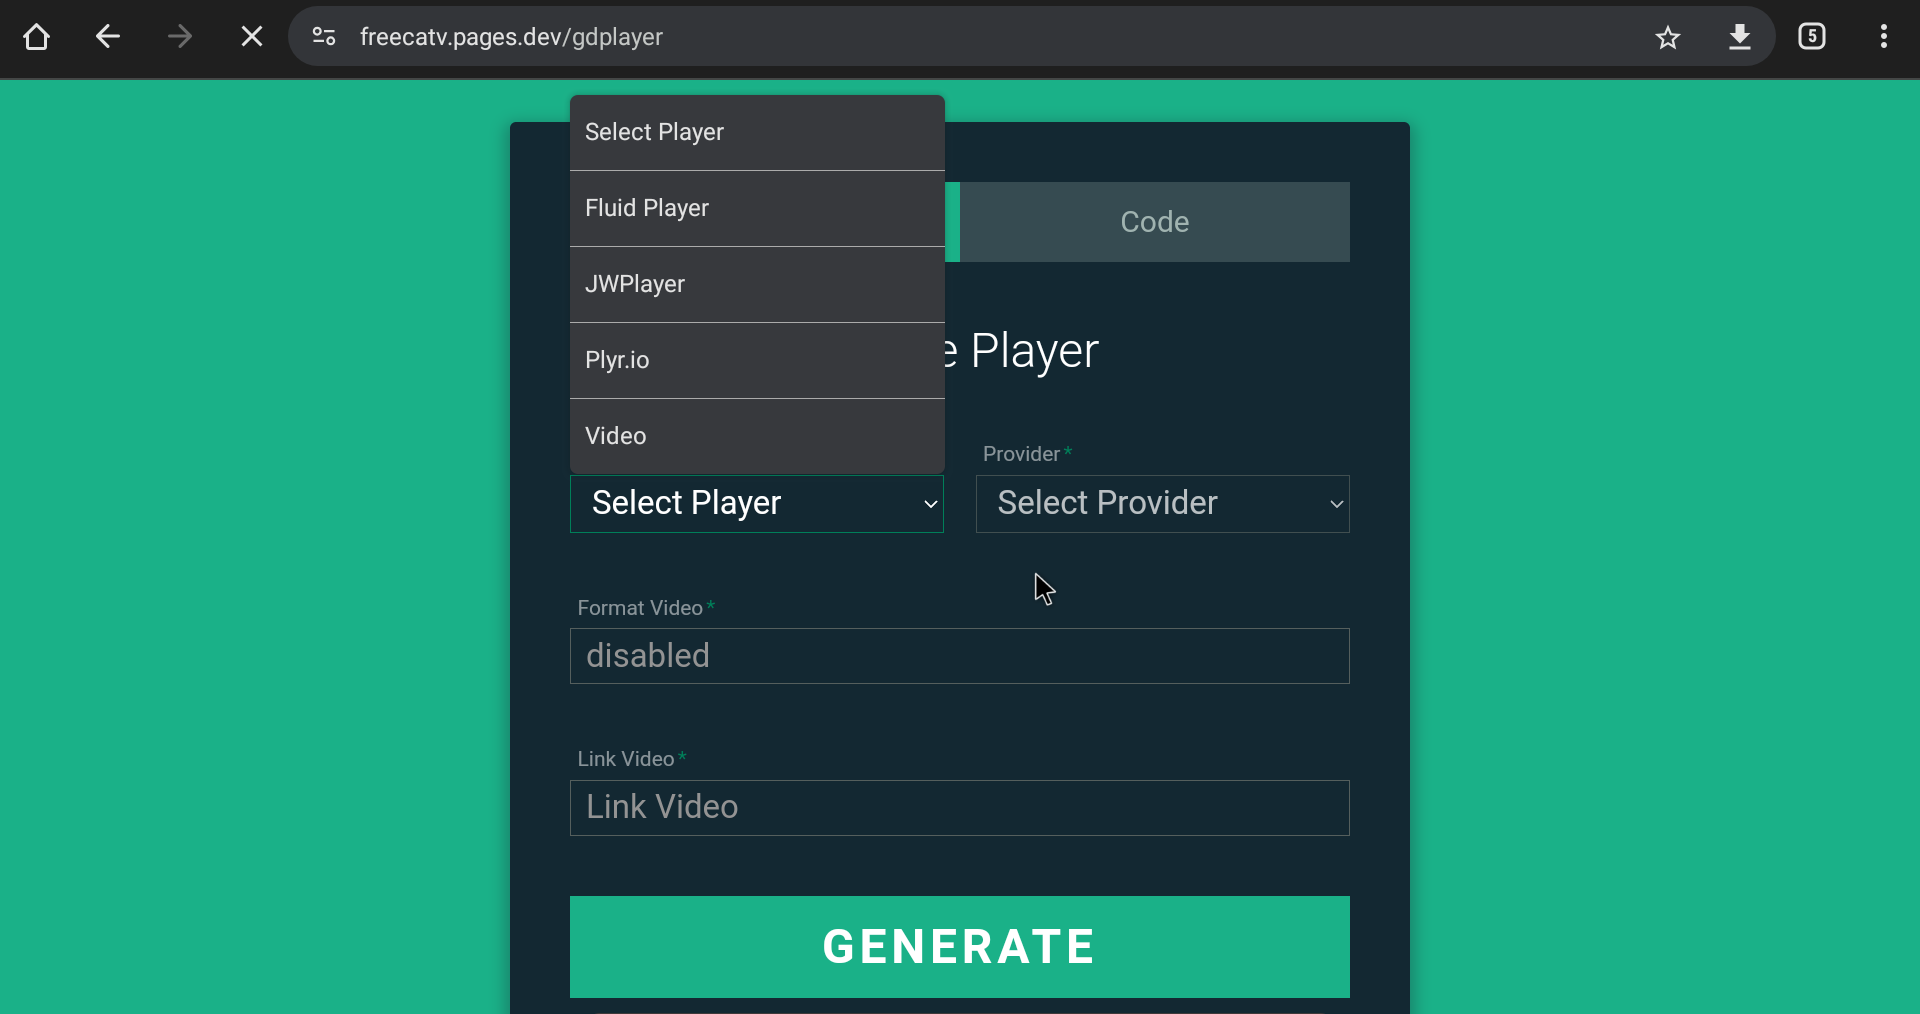 freecatv.pages.dev/gdplayer
5
Select Player
Fluid Player
JWPlayer
Plyr.io
Video
Code
e Player
Provider*
Select Player
Select Provider
Format Video*
disabled
Link Video*
Link Video
GENERATE